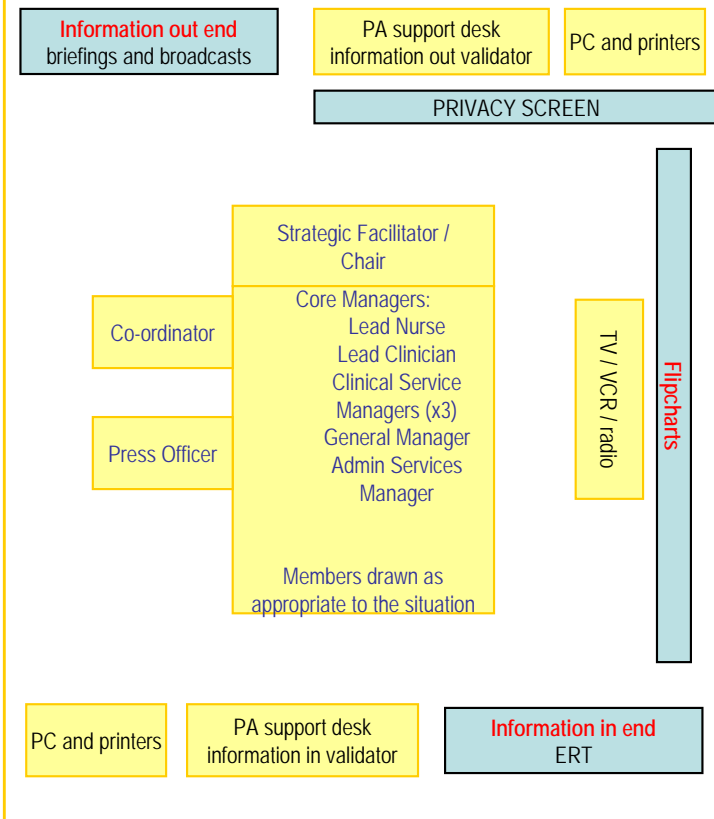 Information out end
briefings and broadcasts
PA support desk
information out validator
PC and printers
PRIVACY SCREEN
Strategic Facilitator /
Chair
Core Managers:
Lead Nurse
Lead Clinician
Clinical Service
Managers (x3)
General Manager
Admin Services
Manager
Members drawn as
appropriate to the situation
Co-ordinator
Press Officer
TV / VCR / radio
Flipcharts
PC and printers
PA support desk
information in validator
Information in end
ERT